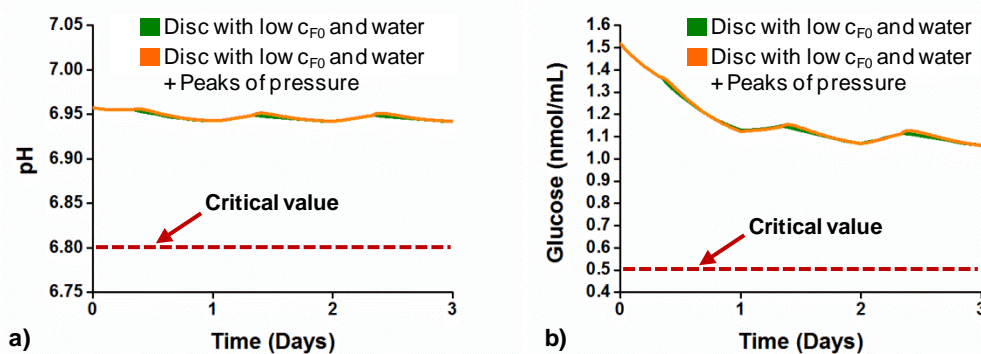 Disc with low cF0 and water
Disc with low cF0 and water
+ Peaks of pressure
pH
7.05
7.00
6.95
6.90
6.85
6.80
6.75
Critical value
0
1
2
3
Time (Days)
a)
Disc with low cF0 and water
Disc with low cF0 and water
+ Peaks of pressure
Glucose (nmol/mL)
1.6
1.5
1.4
1.3
1.2
1.1
1.0
0.9
0.8
0.7
0.6
0.5
0.4
Critical value
0
1
2
3
Time (Days)
b)